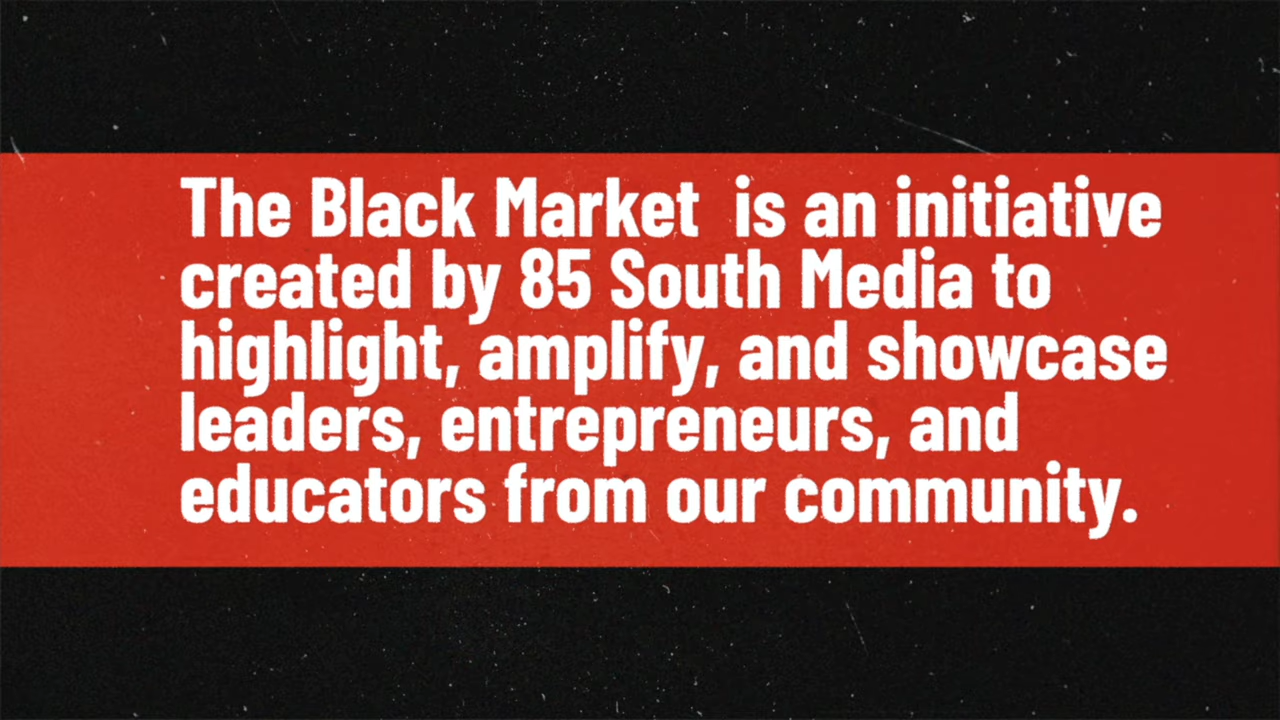 The Black Market  is an initiative
created by 85 South Media to
highlight, amplify, and showcase
leaders, entrepreneurs, and
educators from our community.